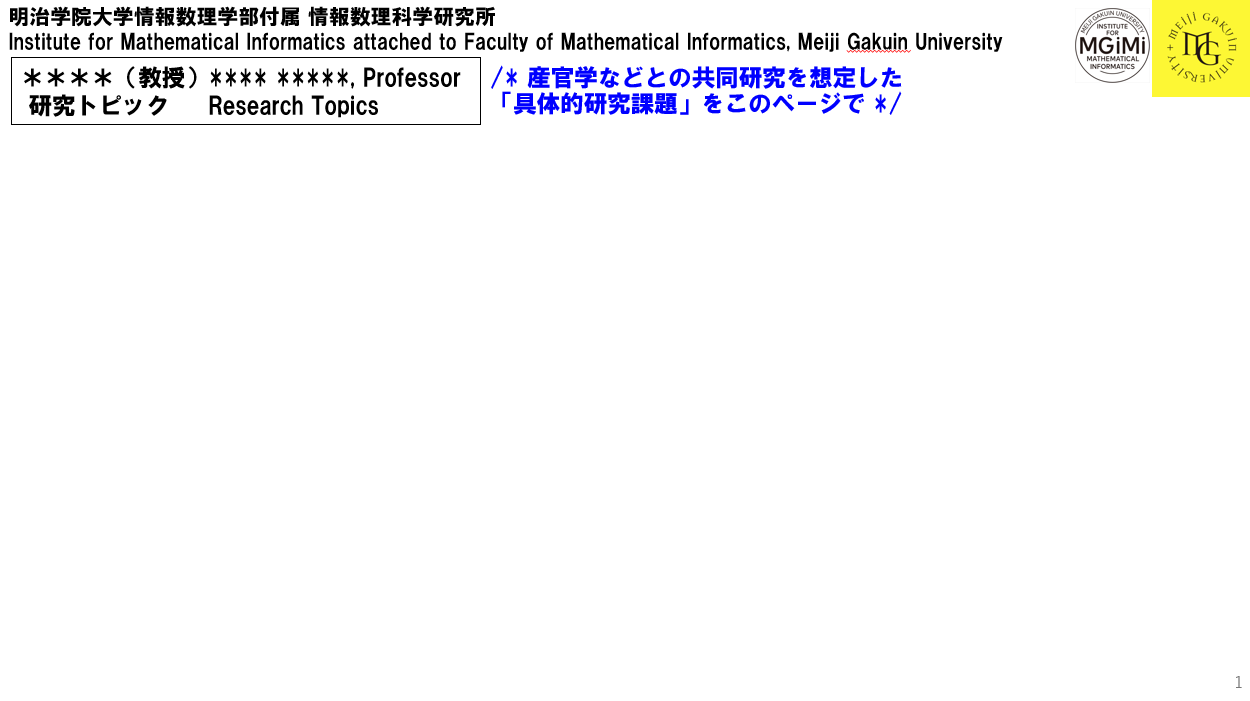 明治学院大学情報数理学部付属 情報数理科学研究所
Institute for Mathematical Informatics attached to Faculty of Mathematical Informatics, Meiji Gakuin University
＊＊＊＊（教授）**** *****, Professor
研究トピック Research Topics
/* 産官学などとの共同研究を想定した
「具体的研究課題」をこのページで */
MEIJI GAKUIN UNIVERSITY
INSTITUTE
FOR
MGiMi
MATHEMATICAL
INFORMATICS
MEIJI GAKUIN UNIVERSITY +
MG
1